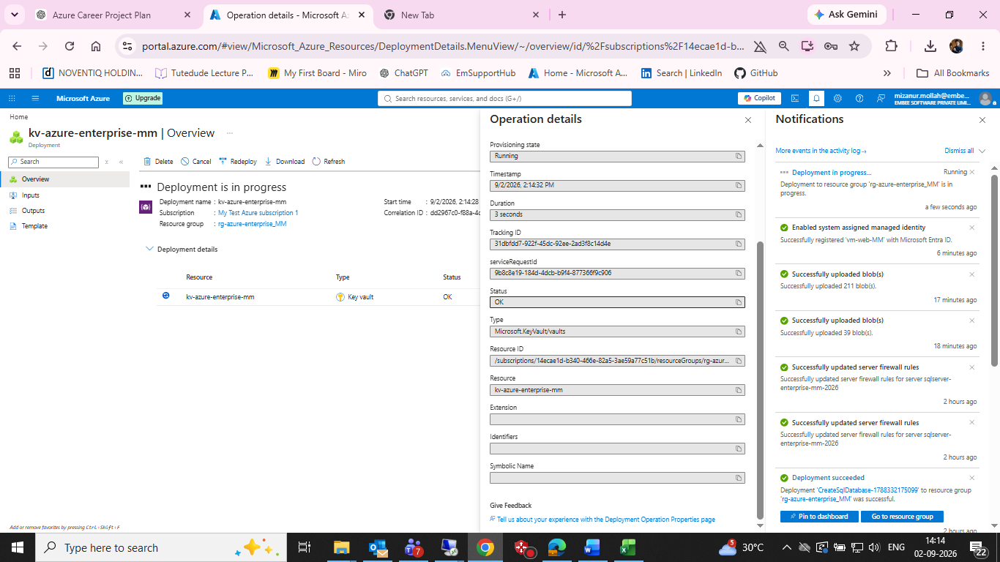 Azure Career Project Plan
Operation details - Microsoft Az
New Tab
Ask Gemini
portal.azure.com/#view/Microsoft_Azure_Resources/DeploymentDetails.MenuView/~/overview/id/%2Fsubscriptions%2F14ecae1d-b...
NOVENTIQ HOLDIN...
Tutedude Lecture P...
My First Board - Miro
ChatGPT
EmSupportHub
Home - Microsoft A...
Search | LinkedIn
GitHub
»
All Bookmarks
Microsoft Azure
Upgrade
Search resources, services, and docs (G+/)
Copilot
mizanur.mollah@embe...
EMBEE SOFTWARE PRIVATE LIMI...
Home
kv-azure-enterprise-mm | Overview ...
Deployment
Search
Overview
Inputs
Outputs
Template
Add or remove favorites by pressing Ctrl+Shift+F
Delete
Cancel
Redeploy
Download
Refresh
Deployment is in progress
Deployment name : kv-azure-enterprise-mm
Subscription : My Test Azure subscription 1
Resource group : rg-azure-enterprise_MM
Start time : 9/2/2026, 2:14:28
Correlation ID : dd2967c0-f88a-4c
Deployment details
Resource Type Status
kv-azure-enterprise-mm Key vault OK
Operation details
Provisioning state
Running
Timestamp
9/2/2026, 2:14:32 PM
Duration
3 seconds
Tracking ID
31dbfdd7-922f-45dc-92ee-2ad3f8c14d4e
serviceRequestId
9b8c8e19-184d-4dcb-b9f4-877366f9c906
Status
OK
Type
Microsoft.KeyVault/vaults
Resource ID
/subscriptions/14ecae1d-b340-466e-82a5-3ae59a77c51b/resourceGroups/rg-azur...
Resource
kv-azure-enterprise-mm
Extension
Identifiers
Symbolic Name
Give Feedback
Tell us about your experience with the Deployment Operation Properties page
Notifications
More events in the activity log →
Dismiss all
Deployment in progress...
Running
Deployment to resource group 'rg-azure-enterprise_MM' is in
progress.
a few seconds ago
Enabled system assigned managed identity
Successfully registered 'vm-web-MM' with Microsoft Entra ID.
6 minutes ago
Successfully uploaded blob(s)
Successfully uploaded 211 blob(s).
17 minutes ago
Successfully uploaded blob(s)
Successfully uploaded 39 blob(s).
18 minutes ago
Successfully updated server firewall rules
Successfully updated server firewall rules for server sqlserver-
enterprise-mm-2026
2 hours ago
Successfully updated server firewall rules
Successfully updated server firewall rules for server sqlserver-
enterprise-mm-2026
2 hours ago
Deployment succeeded
Deployment 'CreateSqlDatabase-1788332175099' to resource group
'rg-azure-enterprise_MM' was successful.
Pin to dashboard
Go to resource group
2 hours ago
Type here to search
7
5
30°C
ENG
14:14
02-09-2026
22